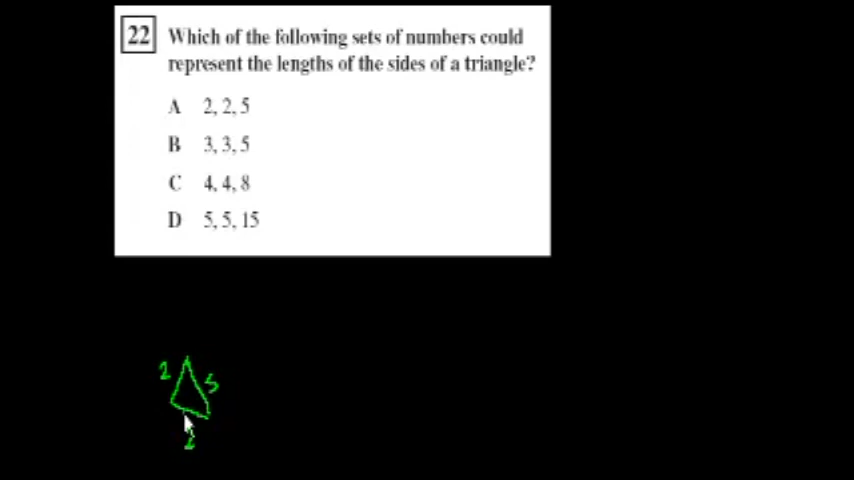 22 Which of the following sets of numbers could
represent the lengths of the sides of a triangle?
A 2, 2, 5
B 3, 3, 5
C 4, 4, 8
D 5, 5, 15
2 5
2